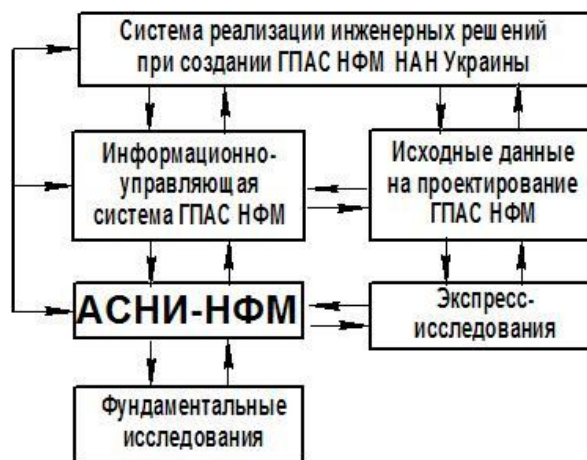 Система реализации инженерных решений
при создании ГПАС НФМ НАН Украины
Информационно-
управляющая
система ГПАС НФМ
Исходные данные
на проектирование
ГПАС НФМ
АСНИ-НФМ
Экспресс-
исследования
Фундаментальные
исследования